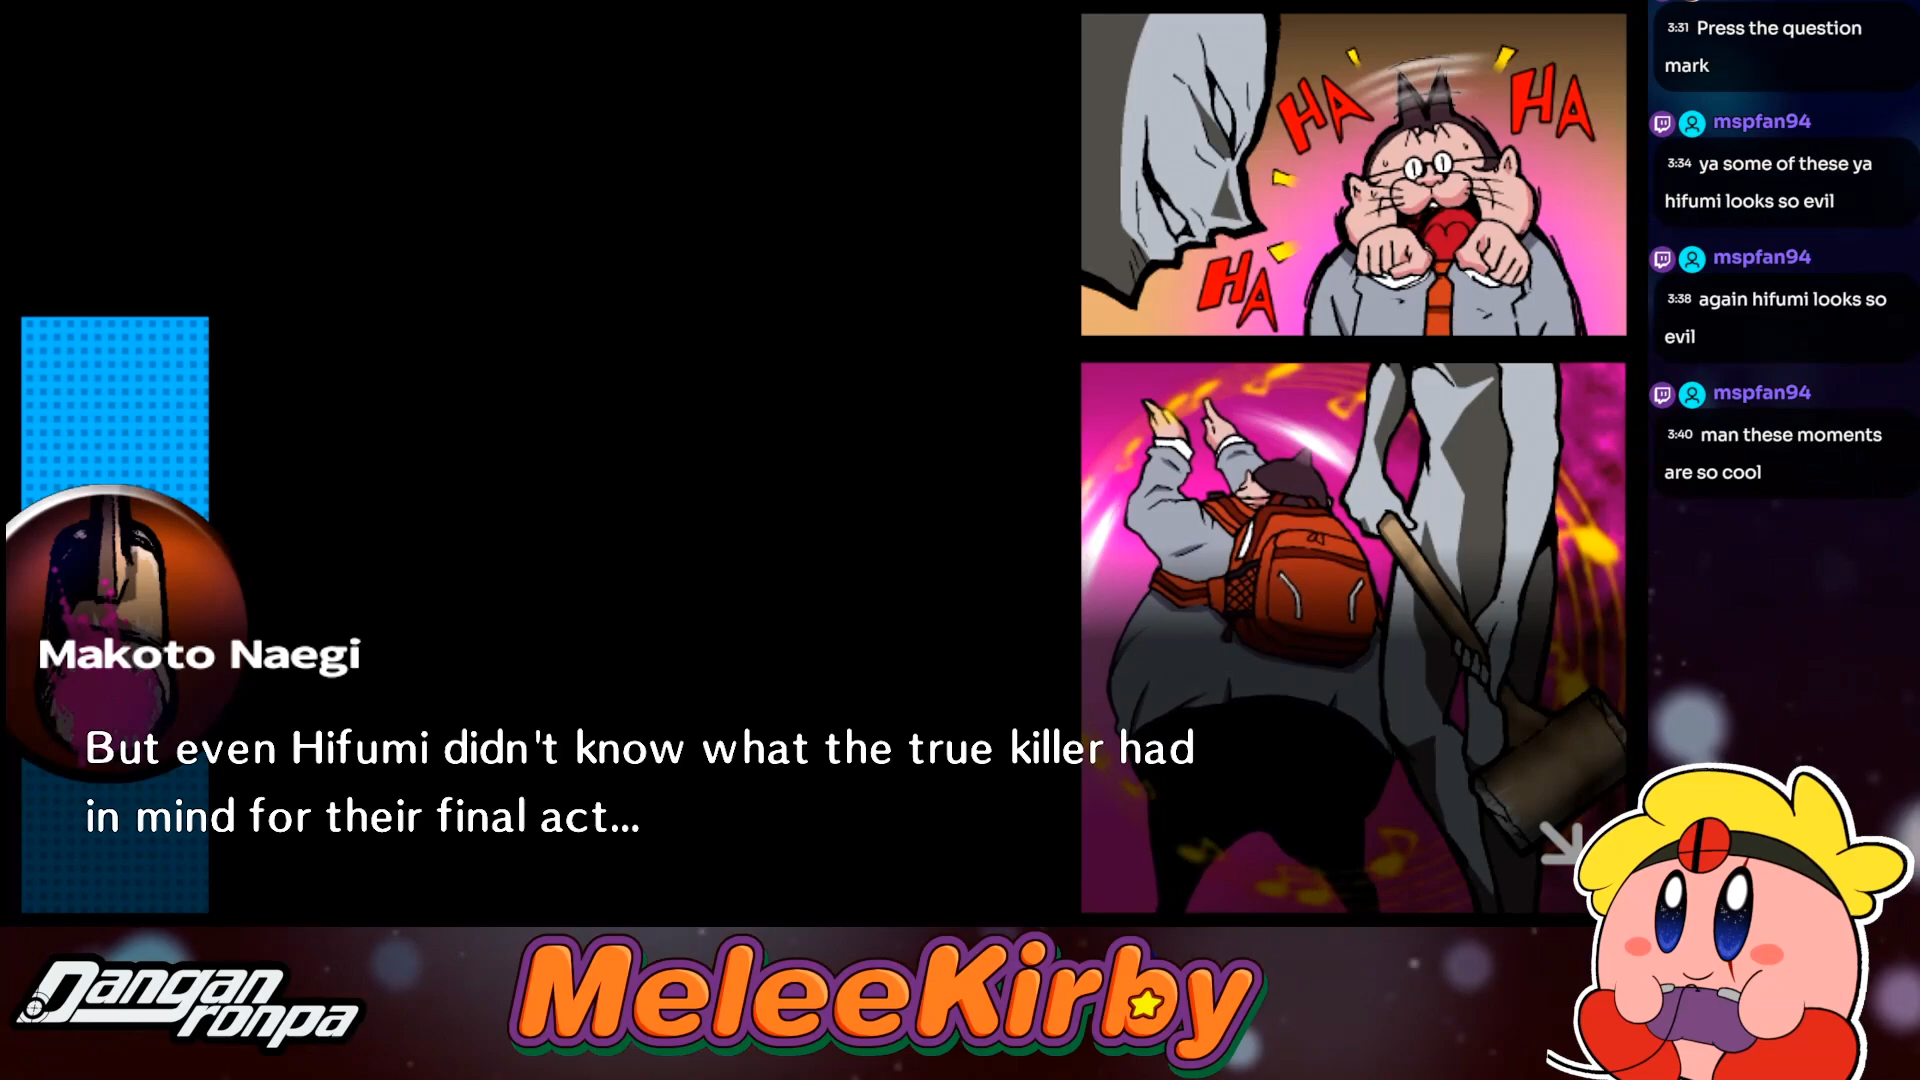 HA
HA
HA
Makoto Naegi
But even Hifumi didn't know what the true killer had
in mind for their final act...
3:31 Press the question
mark
mspfan94
3:34 ya some of these ya
hifumi looks so evil
mspfan94
3:38 again hifumi looks so
evil
mspfan94
3:40 man these moments
are so cool
Dangan
ronpa
MeleeKirby